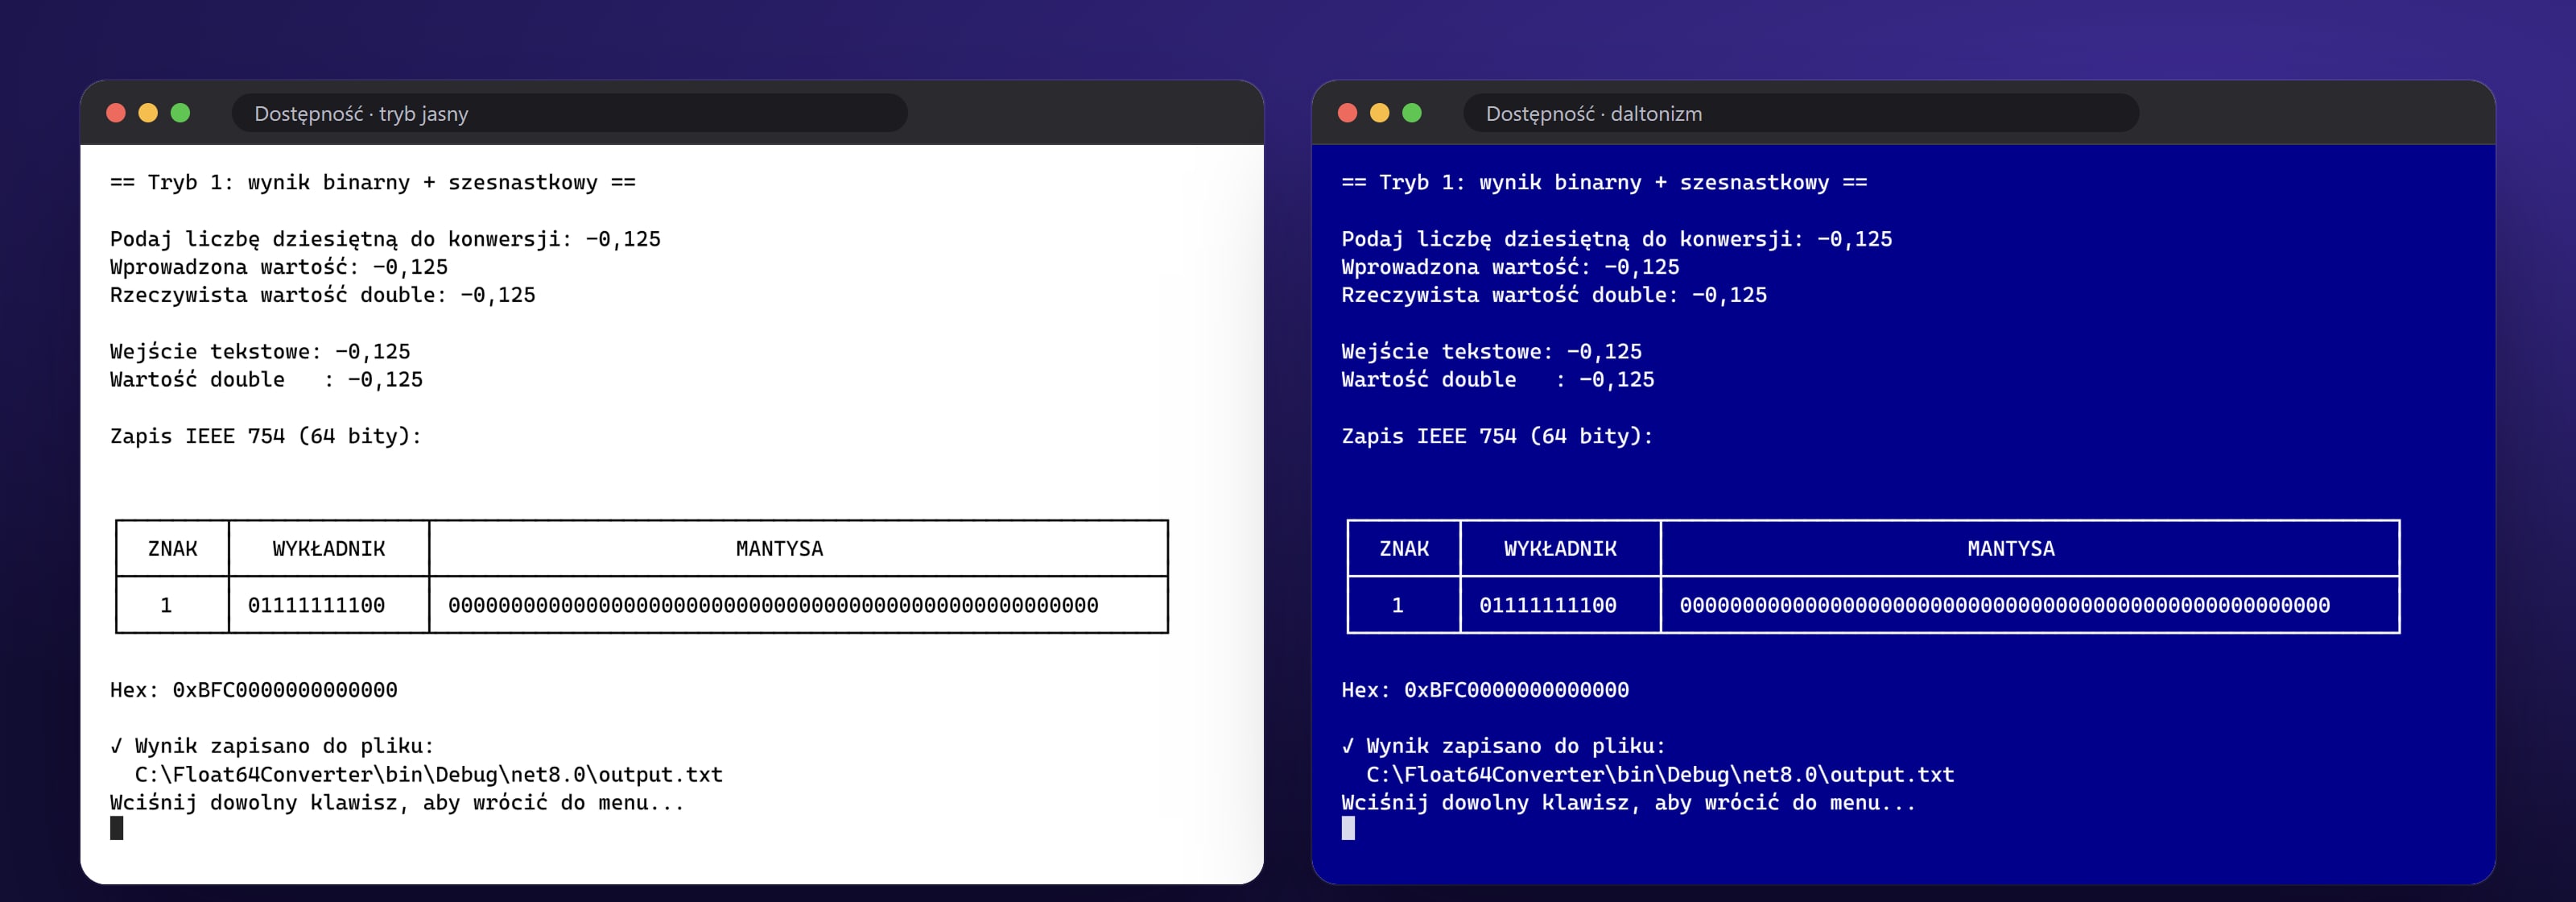 Dostępność · tryb jasny
== Tryb 1: wynik binarny + szesnastkowy ==
Podaj liczbę dziesiętną do konwersji: -0,125
Wprowadzona wartość: -0,125
Rzeczywista wartość double: -0,125
Wejście tekstowe: -0,125
Wartość double   : -0,125
Zapis IEEE 754 (64 bity):
ZNAK WYKŁADNIK MANTYSA
1 01111111100 0000000000000000000000000000000000000000000000000000
Hex: 0xBFC0000000000000
✓ Wynik zapisano do pliku:
C:\Float64Converter\bin\Debug\net8.0\output.txt
Wciśnij dowolny klawisz, aby wrócić do menu...
Dostępność · daltonizm
== Tryb 1: wynik binarny + szesnastkowy ==
Podaj liczbę dziesiętną do konwersji: -0,125
Wprowadzona wartość: -0,125
Rzeczywista wartość double: -0,125
Wejście tekstowe: -0,125
Wartość double   : -0,125
Zapis IEEE 754 (64 bity):
ZNAK WYKŁADNIK MANTYSA
1 01111111100 0000000000000000000000000000000000000000000000000000
Hex: 0xBFC0000000000000
✓ Wynik zapisano do pliku:
C:\Float64Converter\bin\Debug\net8.0\output.txt
Wciśnij dowolny klawisz, aby wrócić do menu...